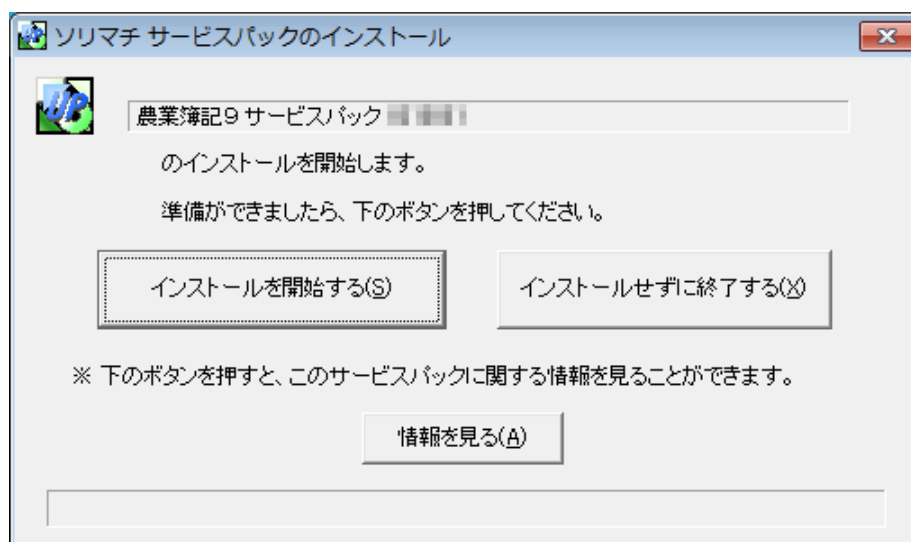 ソリマチ サービスパックのインストール
UP
農業簿記9 サービスパック
のインストールを開始します。
準備ができましたら、下のボタンを押してください。
インストールを開始する(S)
インストールせずに終了する(X)
※ 下のボタンを押すと、このサービスパックに関する情報を見ることができます。
情報を見る(A)